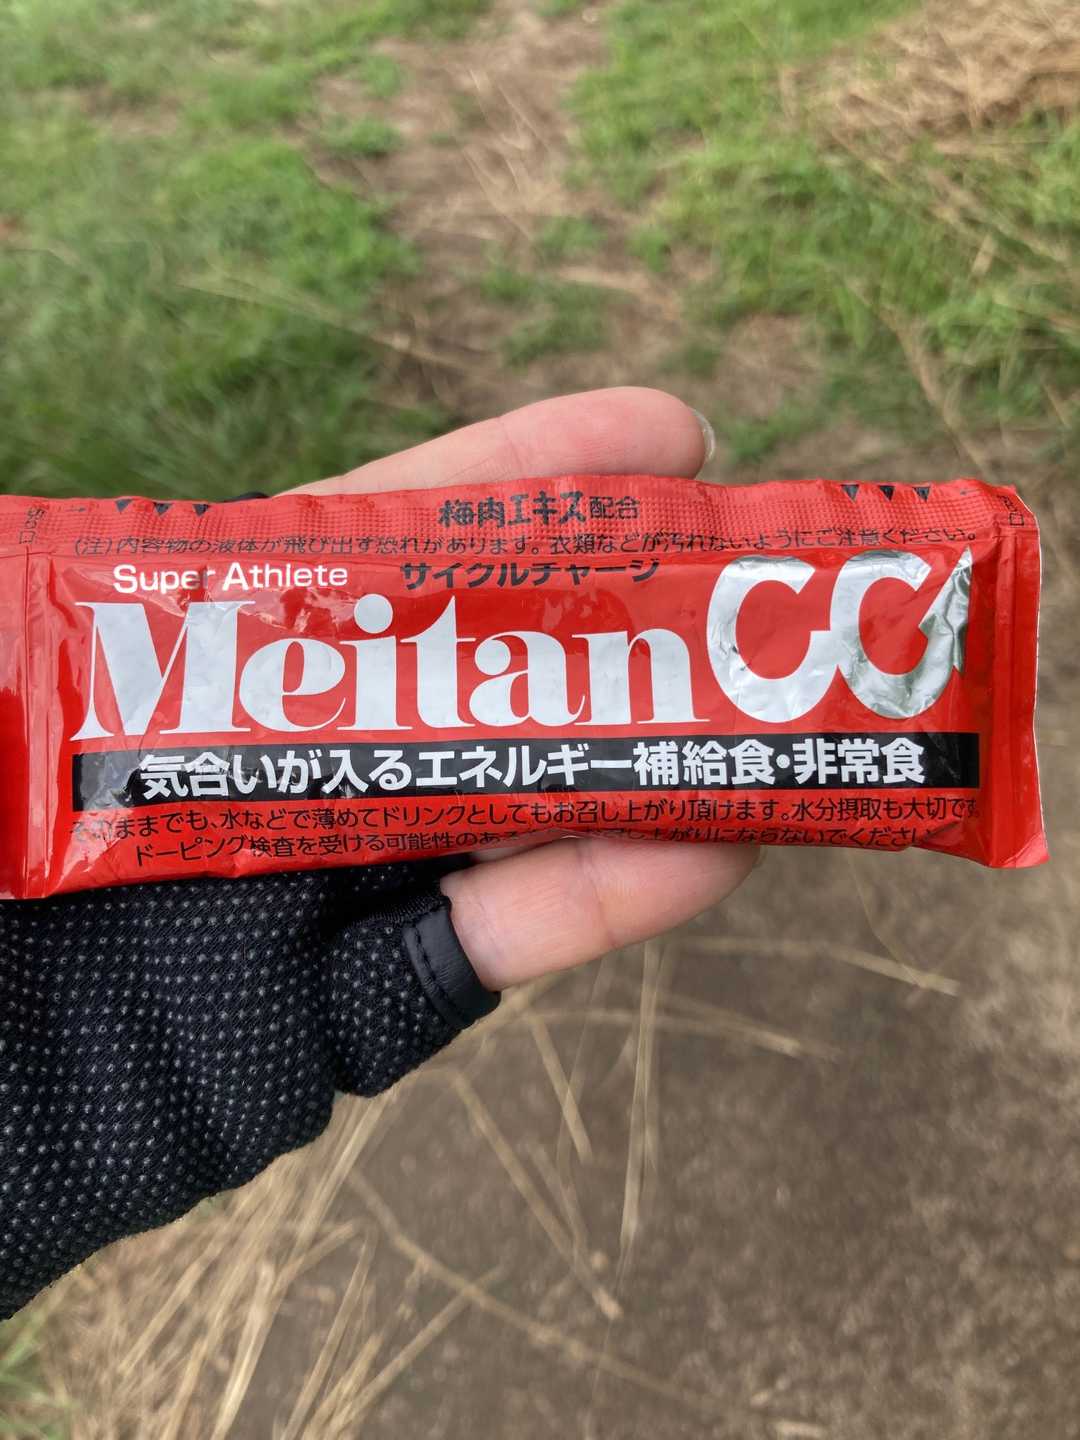 梅肉エキス配合
(注)内容物の液体が飛び出す恐れがあります。衣類などが汚れないようにご注意ください。
Super Athlete サイクルチャージ
Meitan CC
気合いが入るエネルギー補給食・非常食
そのままでも、水などで薄めてドリンクとしてもお召し上がり頂けます。水分摂取も大切です
ドーピング検査を受ける可能性のある お召し上がりにならないでください